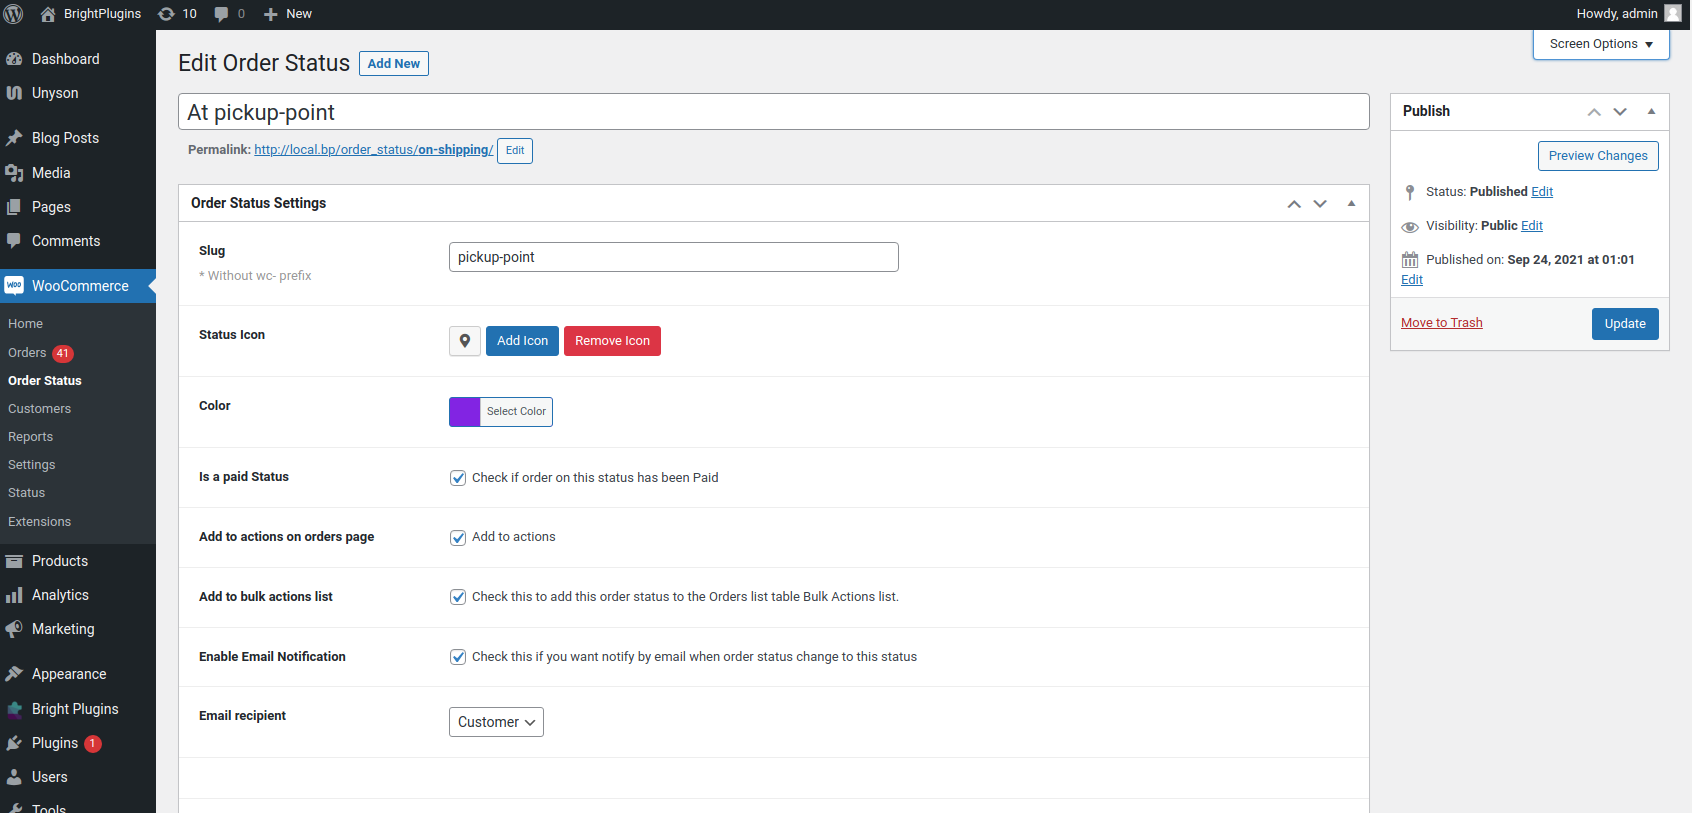 BrightPlugins 10 0 New Howdy, admin
Screen Options
Dashboard
Unyson
Blog Posts
Media
Pages
Comments
WooCommerce
Home
Orders 41
Order Status
Customers
Reports
Settings
Status
Extensions
Products
Analytics
Marketing
Appearance
Bright Plugins
Plugins 1
Users
Tools
Edit Order Status Add New
At pickup-point
Permalink: http://local.bp/order_status/on-shipping/ Edit
Order Status Settings
Slug
* Without wc- prefix
pickup-point
Status Icon
Add Icon Remove Icon
Color
Select Color
Is a paid Status
Check if order on this status has been Paid
Add to actions on orders page
Add to actions
Add to bulk actions list
Check this to add this order status to the Orders list table Bulk Actions list.
Enable Email Notification
Check this if you want notify by email when order status change to this status
Email recipient
Customer
Publish
Preview Changes
Status: Published Edit
Visibility: Public Edit
Published on: Sep 24, 2021 at 01:01
Edit
Move to Trash Update